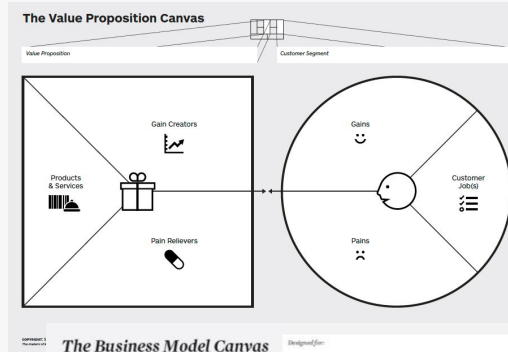 The Value Proposition Canvas
Value Proposition
Customer Segment
Gain Creators
Gains
Products
& Services
Customer
Job(s)
Pain Relievers
Pains
The Business Model Canvas
Designed for: